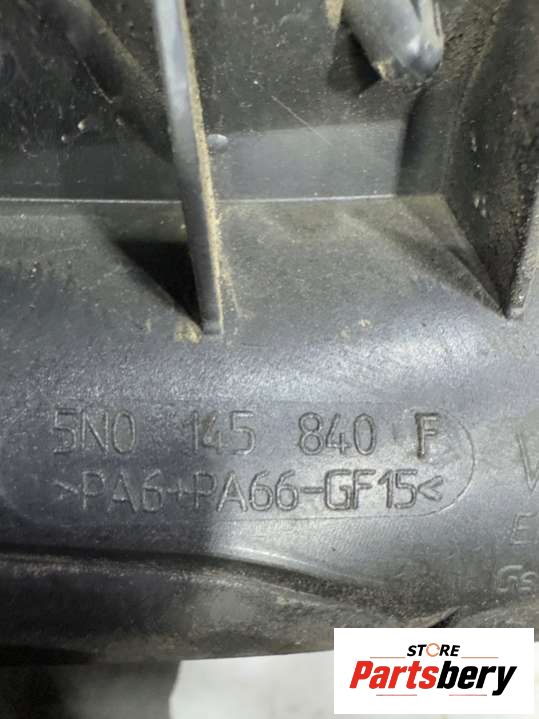 5N0 145 840 F
>PA6+PA66-GF15<
STORE
Partsbery